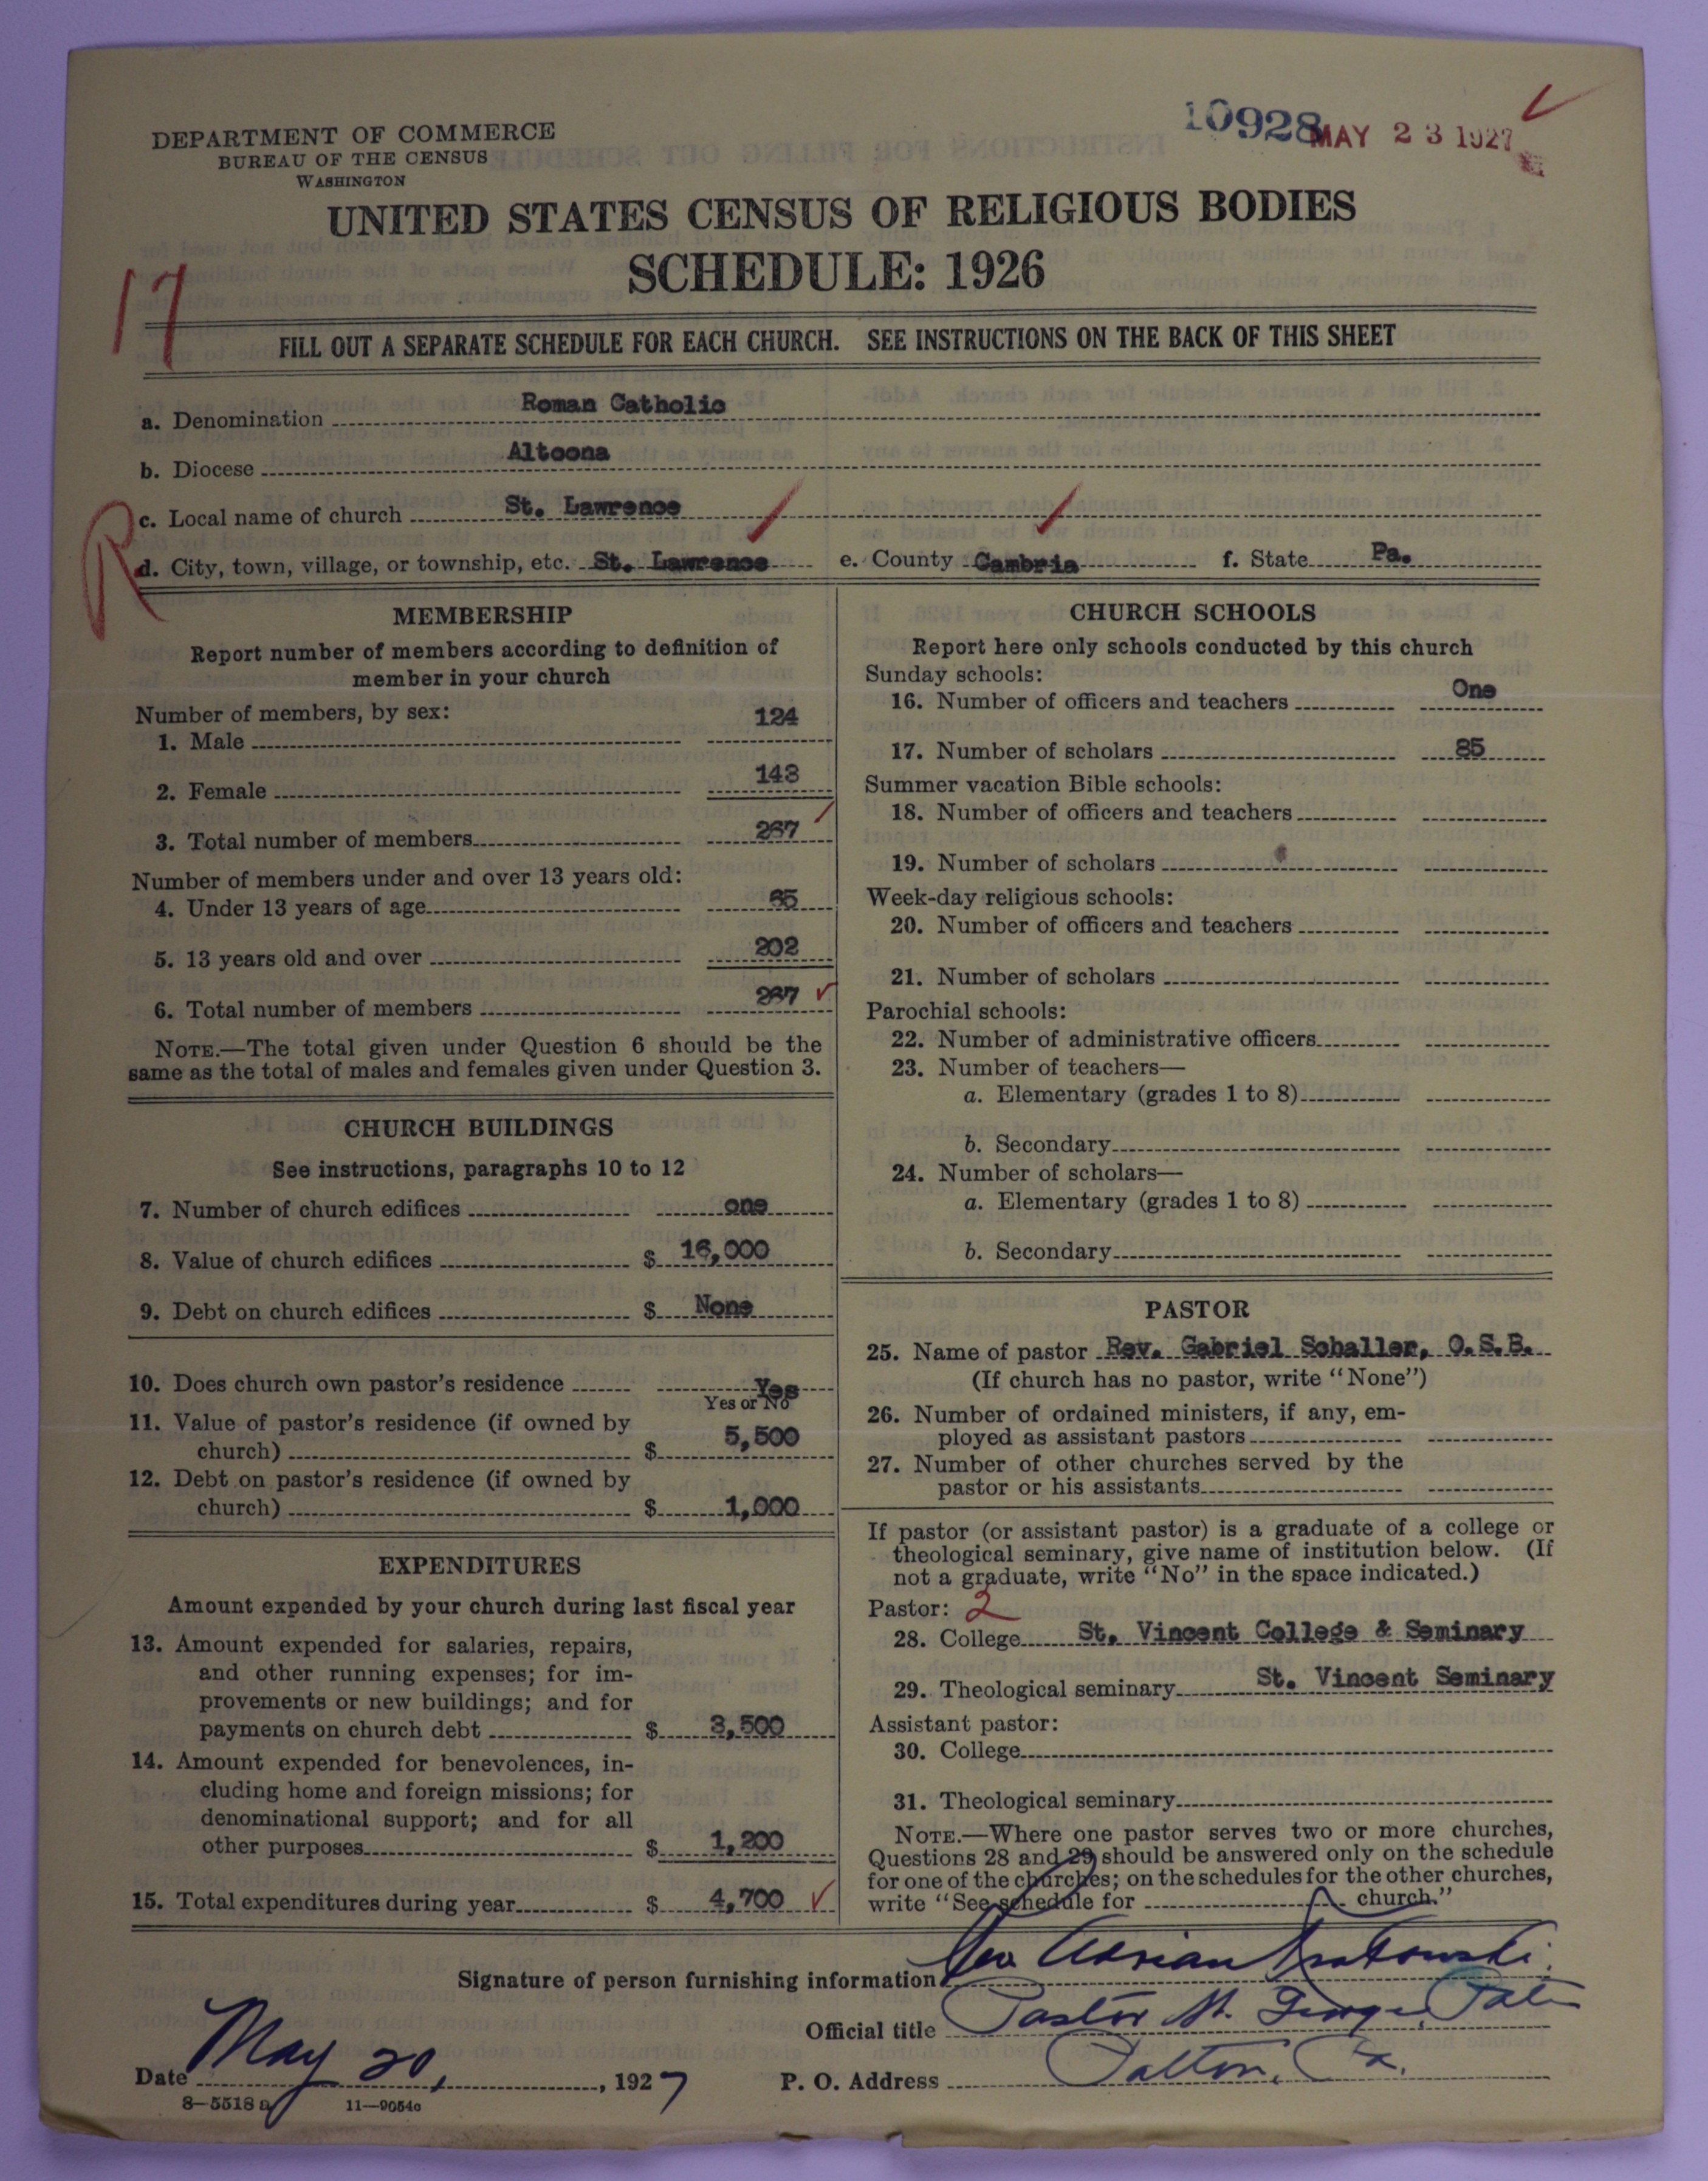 10928 MAY 23 1927
DEPARTMENT OF COMMERCE
BUREAU OF THE CENSUS
WASHINGTON
UNITED STATES CENSUS OF RELIGIOUS BODIES
SCHEDULE: 1926
17
FILL OUT A SEPARATE SCHEDULE FOR EACH CHURCH. SEE INSTRUCTIONS ON THE BACK OF THIS SHEET
a. Denomination Roman Catholic
b. Diocese Altoona
c. Local name of church St. Lawrence
R
d. City, town, village, or township, etc. St. Lawrence e. County Cambria f. State Pa.
MEMBERSHIP
Report number of members according to definition of
member in your church
Number of members, by sex:
1. Male 124
2. Female 143
3. Total number of members 267
Number of members under and over 13 years old:
4. Under 13 years of age 65
5. 13 years old and over 202
6. Total number of members 267
NOTE.—The total given under Question 6 should be the
same as the total of males and females given under Question 3.
CHURCH BUILDINGS
See instructions, paragraphs 10 to 12
7. Number of church edifices one
8. Value of church edifices $ 16,000
9. Debt on church edifices $ None
10. Does church own pastor's residence Yes
Yes or No
11. Value of pastor's residence (if owned by
church) $ 5,500
12. Debt on pastor's residence (if owned by
church) $ 1,000
EXPENDITURES
Amount expended by your church during last fiscal year
13. Amount expended for salaries, repairs,
and other running expenses; for im-
provements or new buildings; and for
payments on church debt $ 3,500
14. Amount expended for benevolences, in-
cluding home and foreign missions; for
denominational support; and for all
other purposes $ 1,200
15. Total expenditures during year $ 4,700
CHURCH SCHOOLS
Report here only schools conducted by this church
Sunday schools:
16. Number of officers and teachers One
17. Number of scholars 85
Summer vacation Bible schools:
18. Number of officers and teachers
19. Number of scholars
Week-day religious schools:
20. Number of officers and teachers
21. Number of scholars
Parochial schools:
22. Number of administrative officers
23. Number of teachers—
a. Elementary (grades 1 to 8)
b. Secondary
24. Number of scholars—
a. Elementary (grades 1 to 8)
b. Secondary
PASTOR
25. Name of pastor Rev. Gabriel Schaller, O.S.B.
(If church has no pastor, write "None")
26. Number of ordained ministers, if any, em-
ployed as assistant pastors
27. Number of other churches served by the
pastor or his assistants
If pastor (or assistant pastor) is a graduate of a college or
theological seminary, give name of institution below. (If
not a graduate, write "No" in the space indicated.)
Pastor: 2
28. College St. Vincent College & Seminary
29. Theological seminary St. Vincent Seminary
Assistant pastor:
30. College
31. Theological seminary
NOTE.—Where one pastor serves two or more churches,
Questions 28 and 29 should be answered only on the schedule
for one of the churches; on the schedules for the other churches,
write "See schedule for church."
Signature of person furnishing information Rev Adrian
Official title Pastor St. George
Date May 20, 1927 P. O. Address Patton, Pa.
8—5518 a 11—9054c